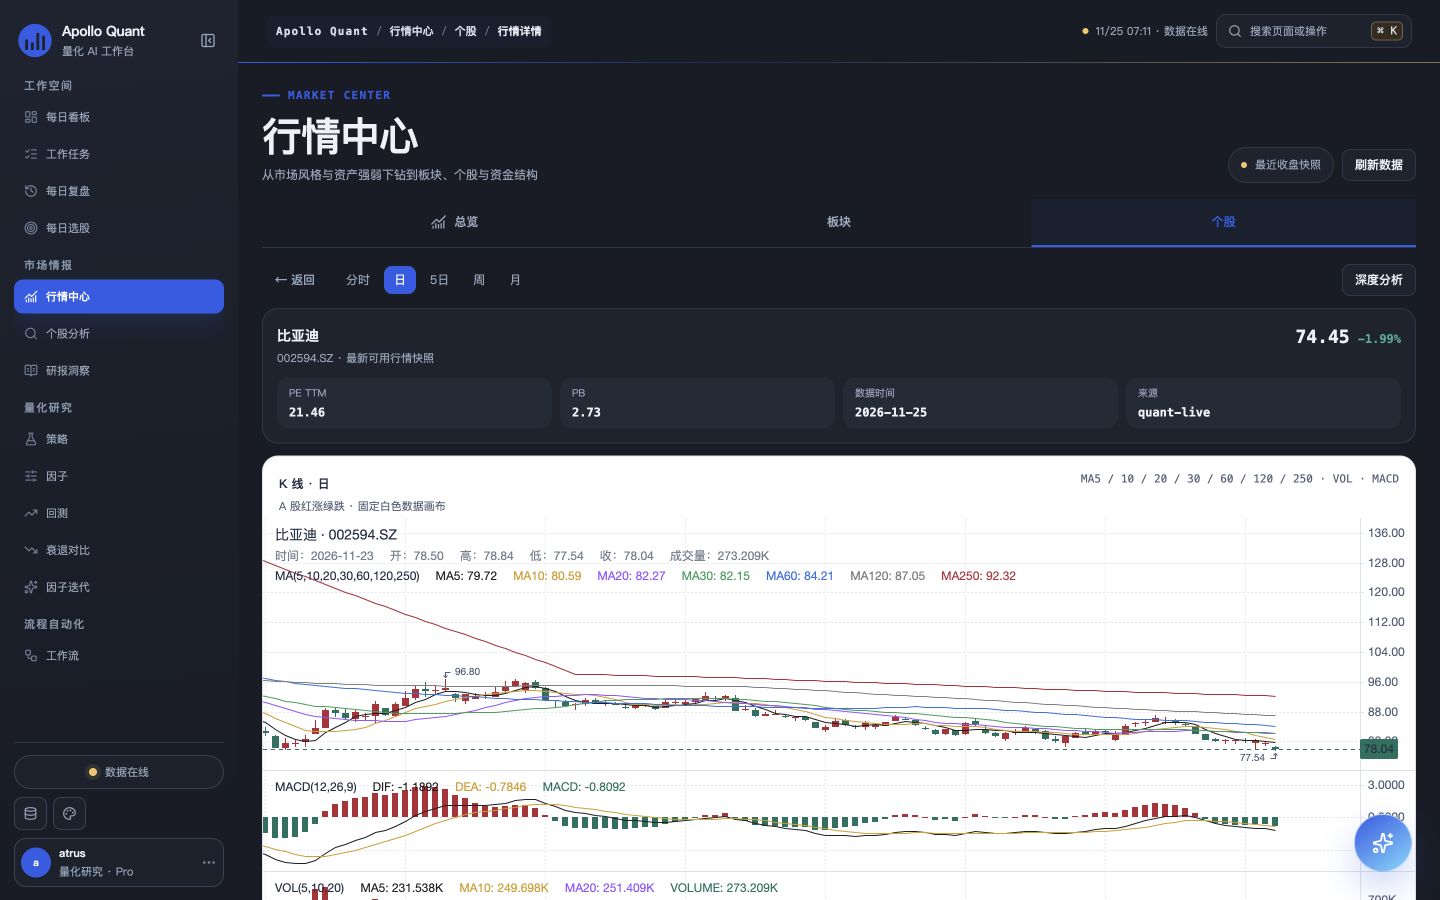 Apollo Quant
量化 AI 工作台
工作空间
每日看板
工作任务
每日复盘
每日选股
市场情报
行情中心
个股分析
研报洞察
量化研究
策略
因子
回测
衰退对比
因子迭代
流程自动化
工作流
数据在线
a
atrus
量化研究 · Pro
Apollo Quant / 行情中心 / 个股 / 行情详情
11/25 07:11 · 数据在线
搜索页面或操作
⌘ K
MARKET CENTER
行情中心
从市场风格与资产强弱下钻到板块、个股与资金结构
最近收盘快照
刷新数据
总览
板块
个股
← 返回
分时
日
5日
周
月
深度分析
比亚迪
74.45 -1.99%
002594.SZ · 最新可用行情快照
PE TTM
21.46
PB
2.73
数据时间
2026-11-25
来源
quant-live
K 线 · 日
MA5 / 10 / 20 / 30 / 60 / 120 / 250 · VOL · MACD
A 股红涨绿跌 · 固定白色数据画布
比亚迪 · 002594.SZ
时间: 2026-11-23 开: 78.50 高: 78.84 低: 77.54 收: 78.04 成交量: 273.209K
MA(5,10,20,30,60,120,250) MA5: 79.72 MA10: 80.59 MA20: 82.27 MA30: 82.15 MA60: 84.21 MA120: 87.05 MA250: 92.32
136.00
128.00
120.00
112.00
104.00
96.00
88.00
78.04
96.80
77.54
MACD(12,26,9) DIF: -1.1892 DEA: -0.7846 MACD: -0.8092
3.0000
VOL(5,10,20) MA5: 231.538K MA10: 249.698K MA20: 251.409K VOLUME: 273.209K
700K